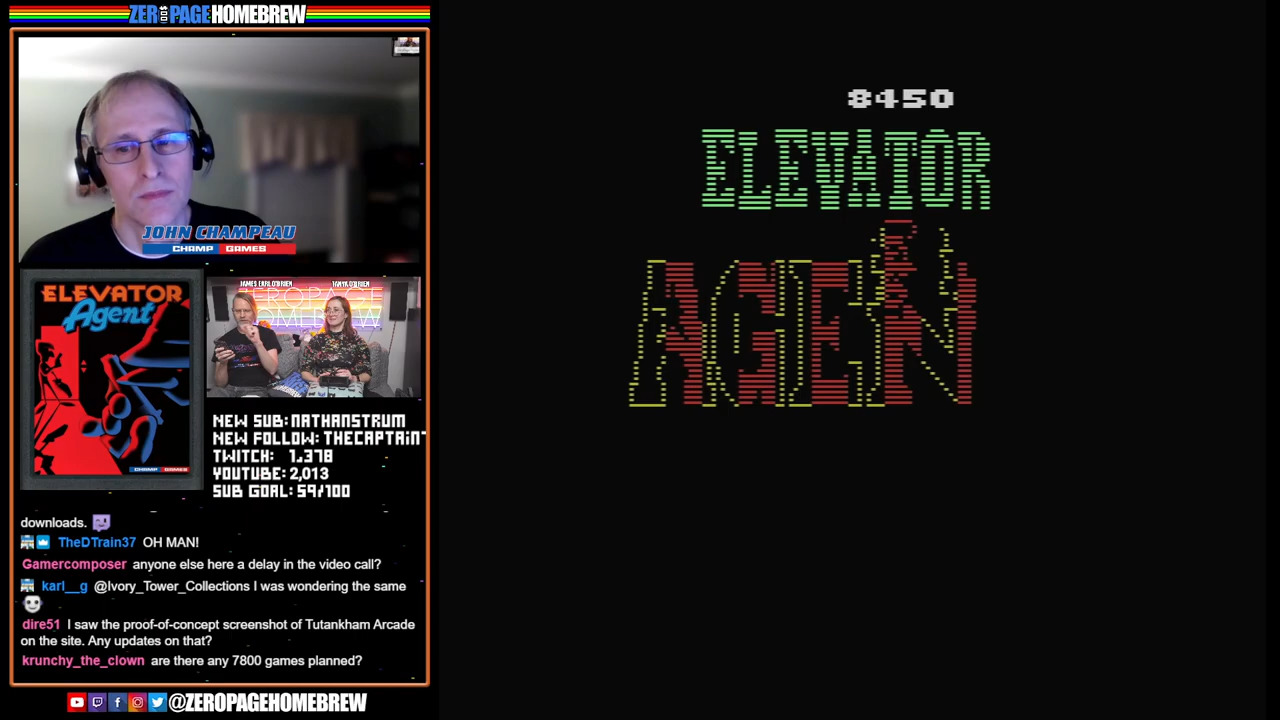 ZEROPAGE HOMEBREW
JOHN CHAMPEAU
CHAMP GAMES
ELEVATOR
Agent
CHAMP GAMES
JAMES EARL O'BRIEN
TANYA O'BRIEN
ZEROPAGE
HOMEBREW
NEW SUB: NATHANSTRUM
NEW FOLLOW: THECAPTAIN
TWITCH: 1,378
YOUTUBE: 2,013
SUB GOAL: 59/100
downloads.
TheDTrain37 OH MAN!
Gamercomposer anyone else here a delay in the video call?
karl__g @Ivory_Tower_Collections I was wondering the same
dire51 I saw the proof-of-concept screenshot of Tutankham Arcade
on the site. Any updates on that?
krunchy_the_clown are there any 7800 games planned?
@ZEROPAGEHOMEBREW
8450
ELEVATOR
AGEN